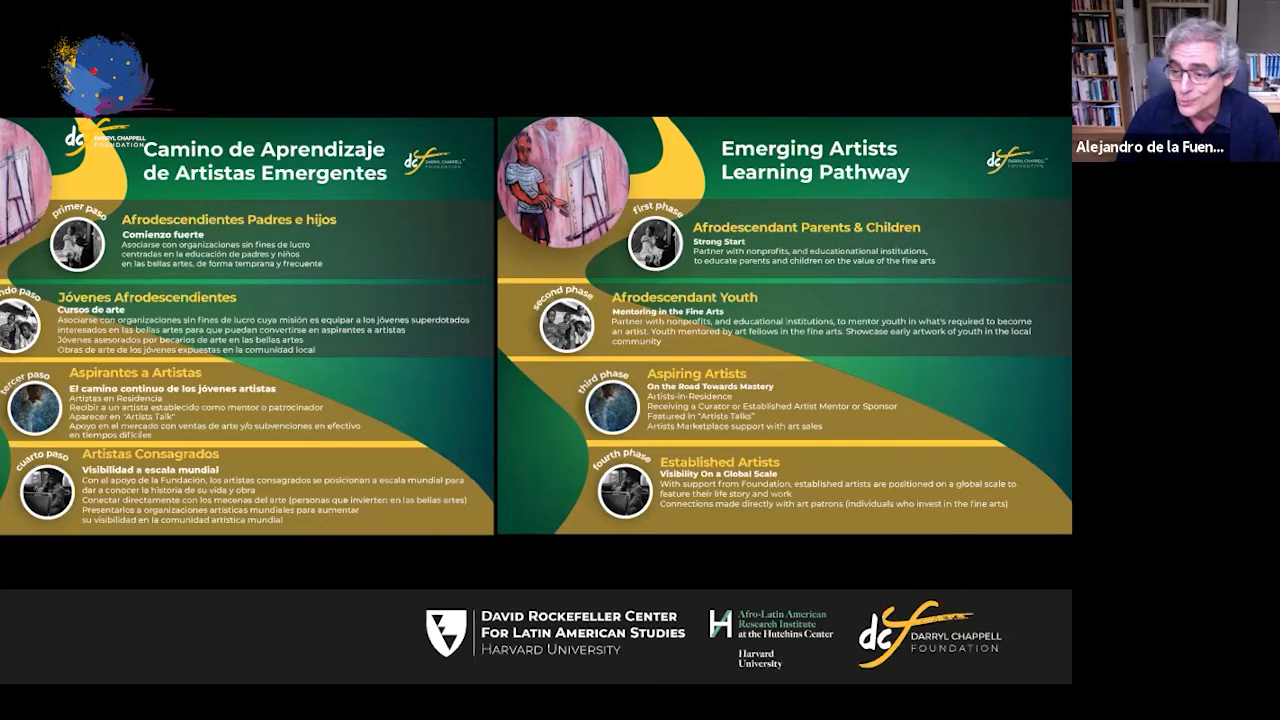 dcf DARRYL CHAPPELL
FOUNDATION
Camino de Aprendizaje
de Artistas Emergentes
dcf DARRYL CHAPPELL
FOUNDATION
primer paso
Afrodescendientes Padres e hijos
Comienzo fuerte
Asociarse con organizaciones sin fines de lucro
centradas en la educación de padres y niños
en las bellas artes, de forma temprana y frecuente
ndo paso
Jóvenes Afrodescendientes
Cursos de arte
Asociarse con organizaciones sin fines de lucro cuya misión es equipar a los jóvenes superdotados
interesados en las bellas artes para que puedan convertirse en aspirantes a artistas
Jóvenes asesorados por becarios de arte en las bellas artes
Obras de arte de los jóvenes expuestas en la comunidad local
tercer paso
Aspirantes a Artistas
El camino continuo de los jóvenes artistas
Artistas en Residencia
Recibir a un artista establecido como mentor o patrocinador
Aparecer en "Artists Talk"
Apoyo en el mercado con ventas de arte y/o subvenciones en efectivo
en tiempos difíciles
cuarto paso
Artistas Consagrados
Visibilidad a escala mundial
Con el apoyo de la Fundación, los artistas consagrados se posicionan a escala mundial para
dar a conocer la historia de su vida y obra
Conectar directamente con los mecenas del arte (personas que invierten en las bellas artes)
Presentarlos a organizaciones artísticas mundiales para aumentar
su visibilidad en la comunidad artística mundial
Emerging Artists
Learning Pathway
dcf DARRYL CHAPPELL
FOUNDATION
first phase
Afrodescendant Parents & Children
Strong Start
Partner with nonprofits, and educationational institutions,
to educate parents and children on the value of the fine arts
second phase
Afrodescendant Youth
Mentoring in the Fine Arts
Partner with nonprofits, and educational institutions, to mentor youth in what's required to become
an artist. Youth mentored by art fellows in the fine arts. Showcase early artwork of youth in the local
community
third phase
Aspiring Artists
On the Road Towards Mastery
Artists-in-Residence
Receiving a Curator or Established Artist Mentor or Sponsor
Featured in "Artists Talks"
Artists Marketplace support with art sales
fourth phase
Established Artists
Visibility On a Global Scale
With support from Foundation, established artists are positioned on a global scale to
feature their life story and work
Connections made directly with art patrons (individuals who invest in the fine arts)
Alejandro de la Fuen...
DAVID ROCKEFELLER CENTER
FOR LATIN AMERICAN STUDIES
HARVARD UNIVERSITY
H
Afro-Latin American
Research Institute
at the Hutchins Center
Harvard
University
dcf DARRYL CHAPPELL
FOUNDATION